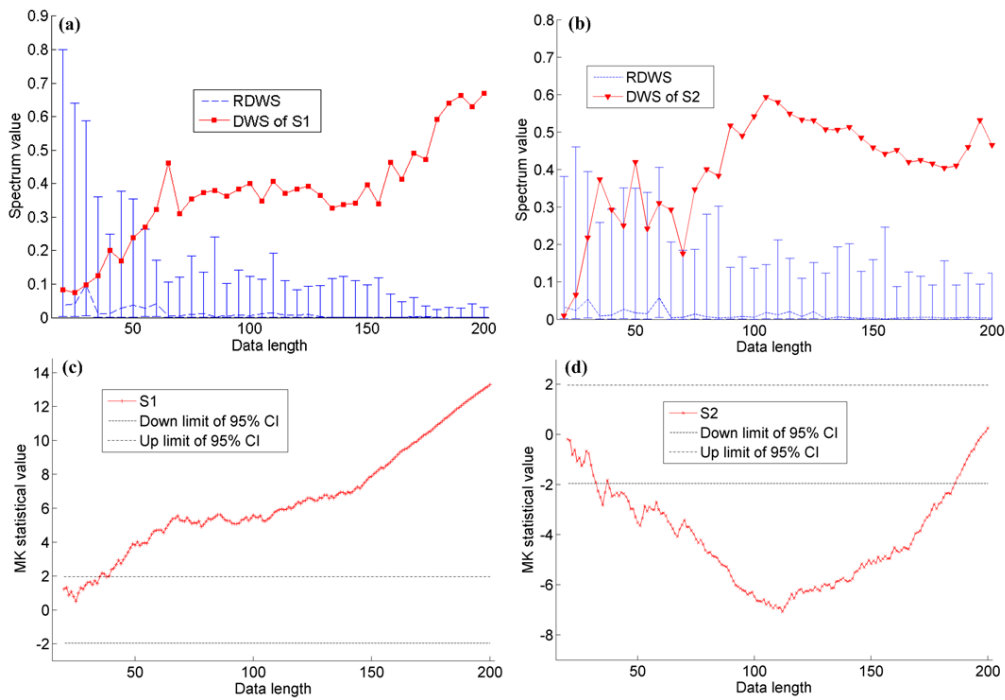 (a)
0.9
0.8
0.7
0.6
0.5
0.4
0.3
0.2
0.1
0
Spectrum value
RDWS
DWS of S1
50 100 150 200
Data length
(b)
0.8
0.7
0.6
0.5
0.4
0.3
0.2
0.1
0
Spectrum value
RDWS
DWS of S2
50 100 150 200
Data length
(c)
14
12
10
8
6
4
2
0
-2
MK statistical value
S1
Down limit of 95% CI
Up limit of 95% CI
50 100 150 200
Data length
(d)
2
0
-2
-4
-6
-8
MK statistical value
S2
Down limit of 95% CI
Up limit of 95% CI
50 100 150 200
Data length